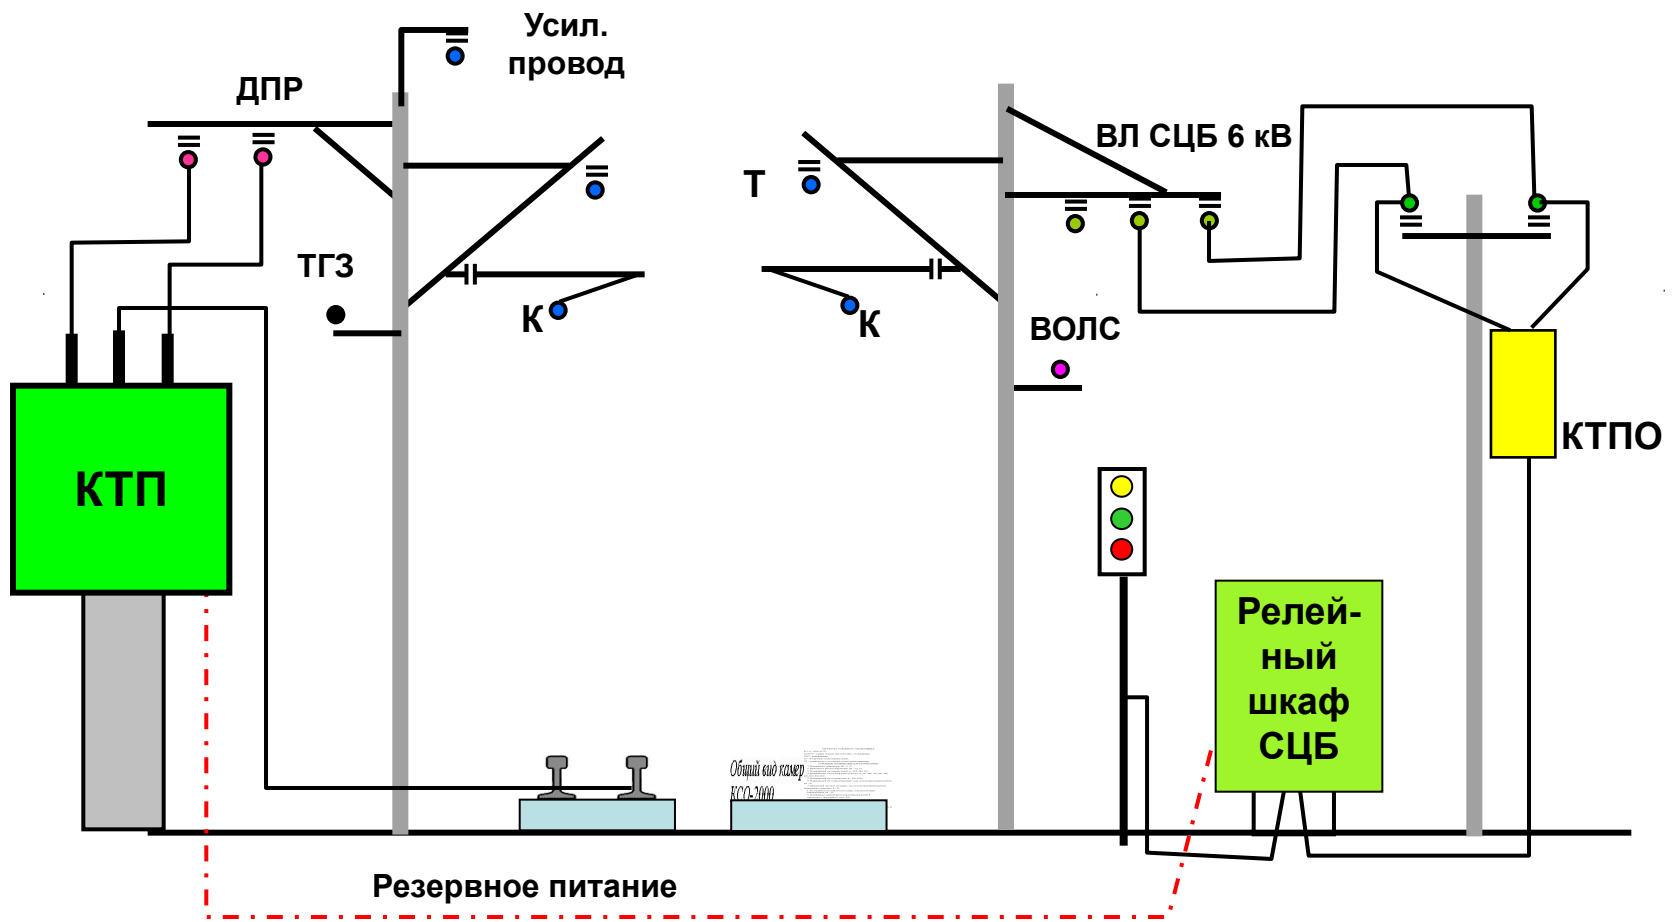 Усил.
провод
ДПР
ВЛ СЦБ 6 кВ
Т
ТГЗ
К
К
ВОЛС
КТПО
КТП
Релей-
ный
шкаф
СЦБ
Общий вид камер
КСО-2000
Резервное питание